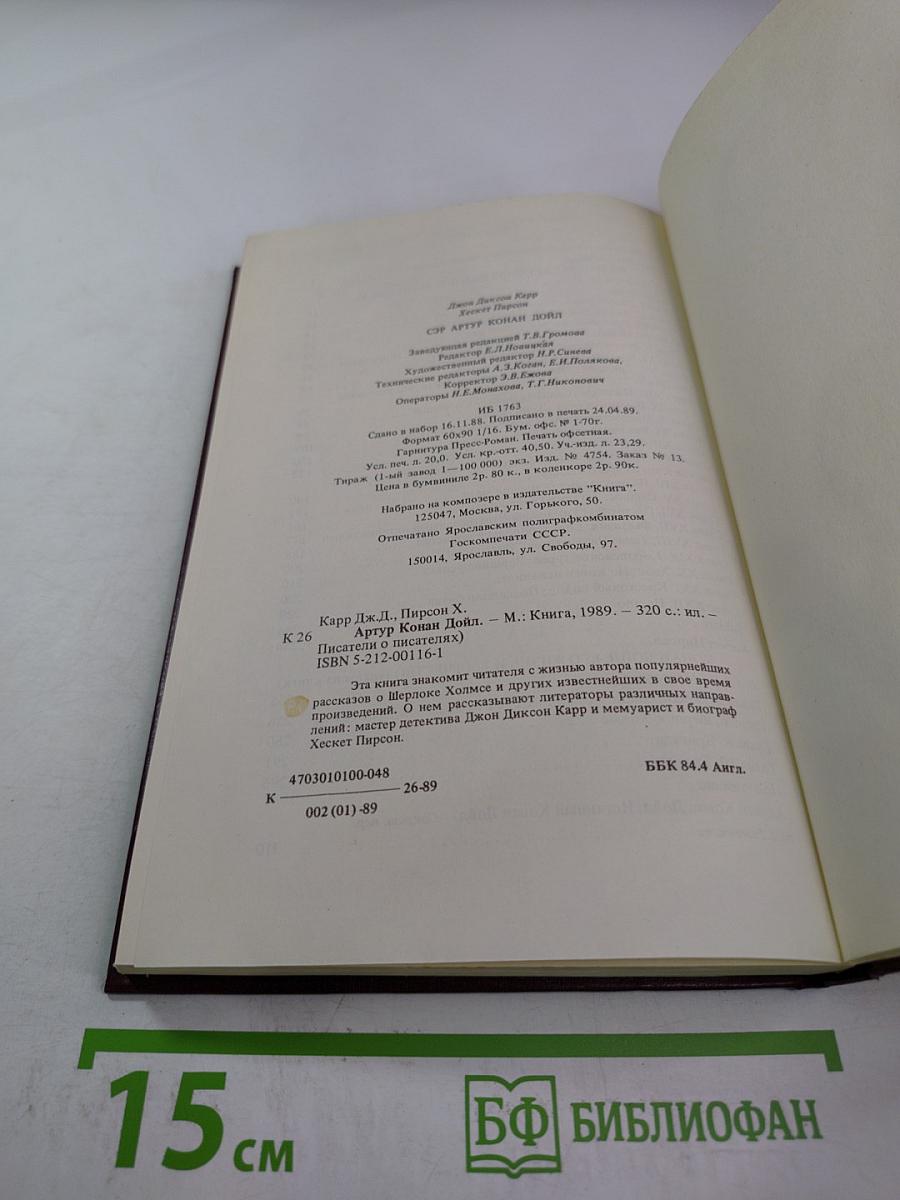 Джон Диксон Карр
Хескет Пирсон
СЭР АРТУР КОНАН ДОЙЛ
Заведующая редакцией Т.В.Громова
Редактор Е.Л.Новицкая
Художественный редактор Н.Р.Синева
Технические редакторы А.З.Коган, Е.И.Полякова,
Корректор Э.В.Ежова
Операторы Н.Е.Монахова, Т.Г.Никонович
ИБ 1763
Сдано в набор 16.11.88. Подписано в печать 24.04.89.
Формат 60х90 1/16. Бум. офс. № 1-70г.
Гарнитура Пресс-Роман. Печать офсетная.
Усл. печ. л. 20,0. Усл. кр.-отт. 40,50. Уч.-изд. л. 23,29.
Тираж (1-ый завод 1—100 000) экз. Изд. № 4754. Заказ № 13.
Цена в бумвиниле 2р. 80 к., в коленкоре 2р. 90к.
Набрано на композере в издательстве "Книга".
125047, Москва, ул. Горького, 50.
Отпечатано Ярославским полиграфкомбинатом
Госкомпечати СССР.
150014, Ярославль, ул. Свободы, 97.
Карр Дж.Д., Пирсон Х.
К 26 Артур Конан Дойл. — М.: Книга, 1989. — 320 с.: ил. —
Писатели о писателях)
ISBN 5-212-00116-1
Эта книга знакомит читателя с жизнью автора популярнейших
рассказов о Шерлоке Холмсе и других известнейших в свое время
произведений. О нем рассказывают литераторы различных направ-
лений: мастер детектива Джон Диксон Карр и мемуарист и биограф
Хескет Пирсон.
4703010100-048
К 26-89
002 (01) -89
ББК 84.4 Англ.
15 см
БФ БИБЛИОФАН